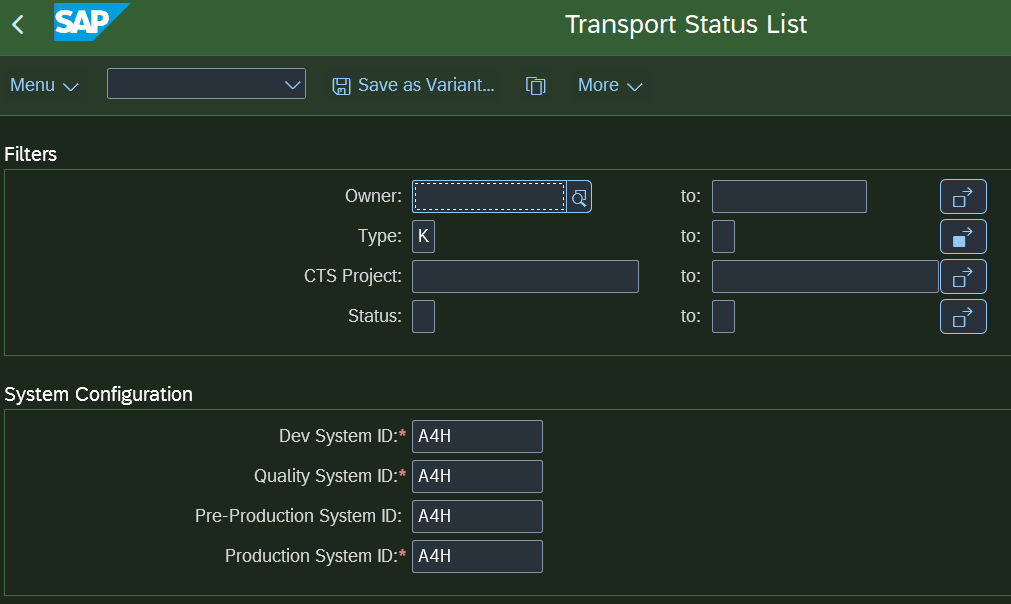 SAP Transport Status List
Menu Save as Variant... More
Filters
Owner: to:
Type: K to:
CTS Project: to:
Status: to:
System Configuration
Dev System ID:* A4H
Quality System ID:* A4H
Pre-Production System ID: A4H
Production System ID:* A4H